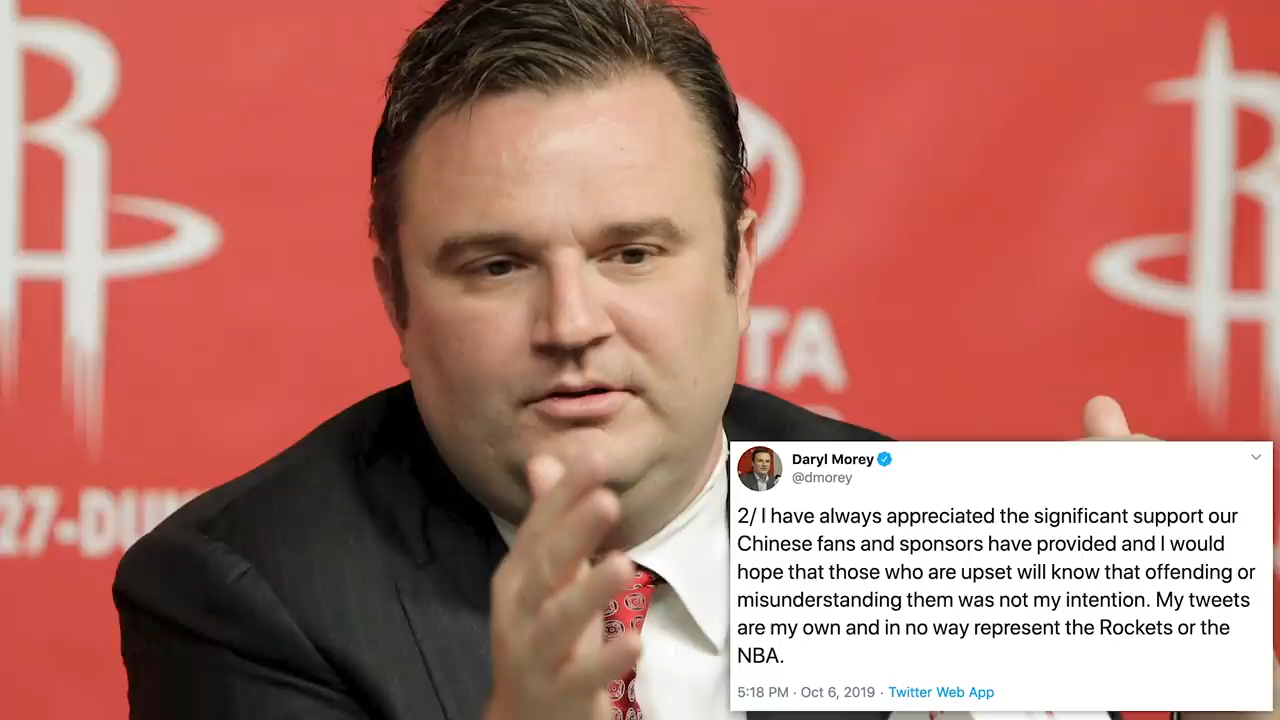 TA
27-DU
Daryl Morey
@dmorey
2/ I have always appreciated the significant support our
Chinese fans and sponsors have provided and I would
hope that those who are upset will know that offending or
misunderstanding them was not my intention. My tweets
are my own and in no way represent the Rockets or the
NBA.
5:18 PM · Oct 6, 2019 · Twitter Web App